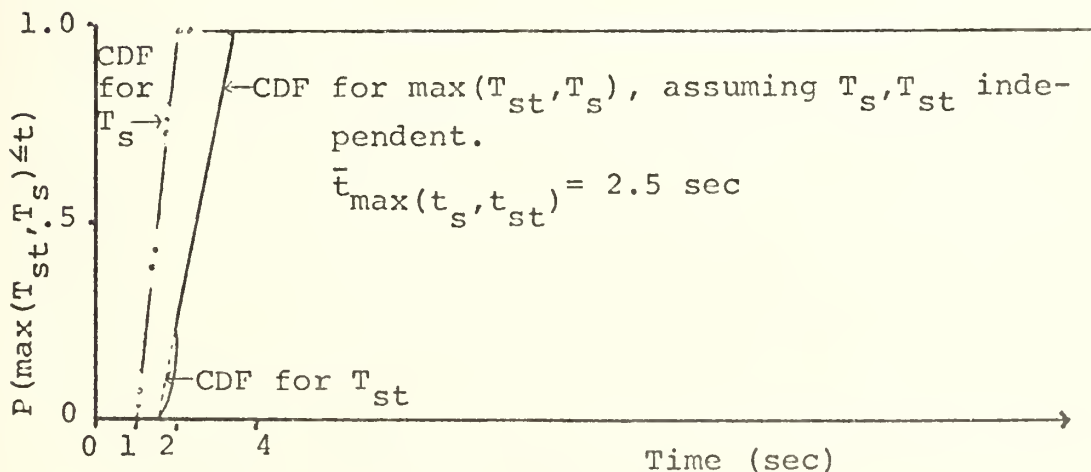 1.0
CDF
for
T_s→
←CDF for max(T_st,T_s), assuming T_s,T_st inde-
pendent.
t̄_max(t_s,t_st) = 2.5 sec
.5
P(max(T_st,T_s)≤t)
←CDF for T_st
0
0 1 2 4
Time (sec)